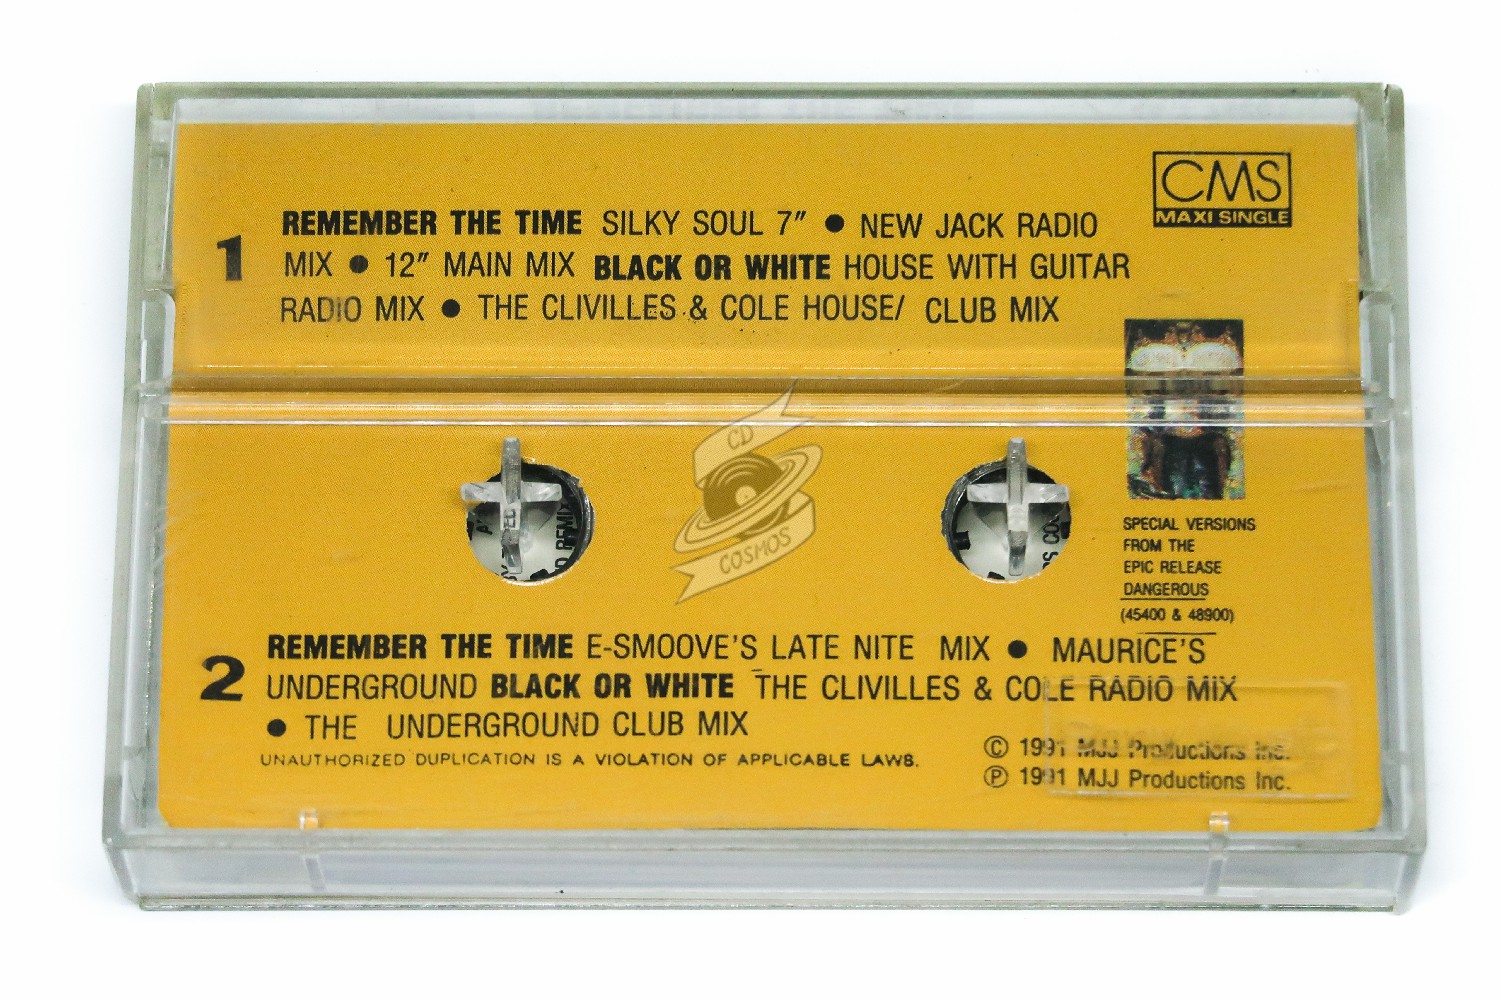 CMS
MAXI SINGLE
1
REMEMBER THE TIME SILKY SOUL 7" ● NEW JACK RADIO
MIX ● 12" MAIN MIX BLACK OR WHITE HOUSE WITH GUITAR
RADIO MIX ● THE CLIVILLES & COLE HOUSE/ CLUB MIX
CD
COSMOS
SPECIAL VERSIONS
FROM THE
EPIC RELEASE
DANGEROUS
(45400 & 48900)
2
REMEMBER THE TIME E-SMOOVE'S LATE NITE MIX ● MAURICE'S
UNDERGROUND BLACK OR WHITE THE CLIVILLES & COLE RADIO MIX
● THE UNDERGROUND CLUB MIX
UNAUTHORIZED DUPLICATION IS A VIOLATION OF APPLICABLE LAWS.
© 1991 MJJ Productions Inc.
℗ 1991 MJJ Productions Inc.